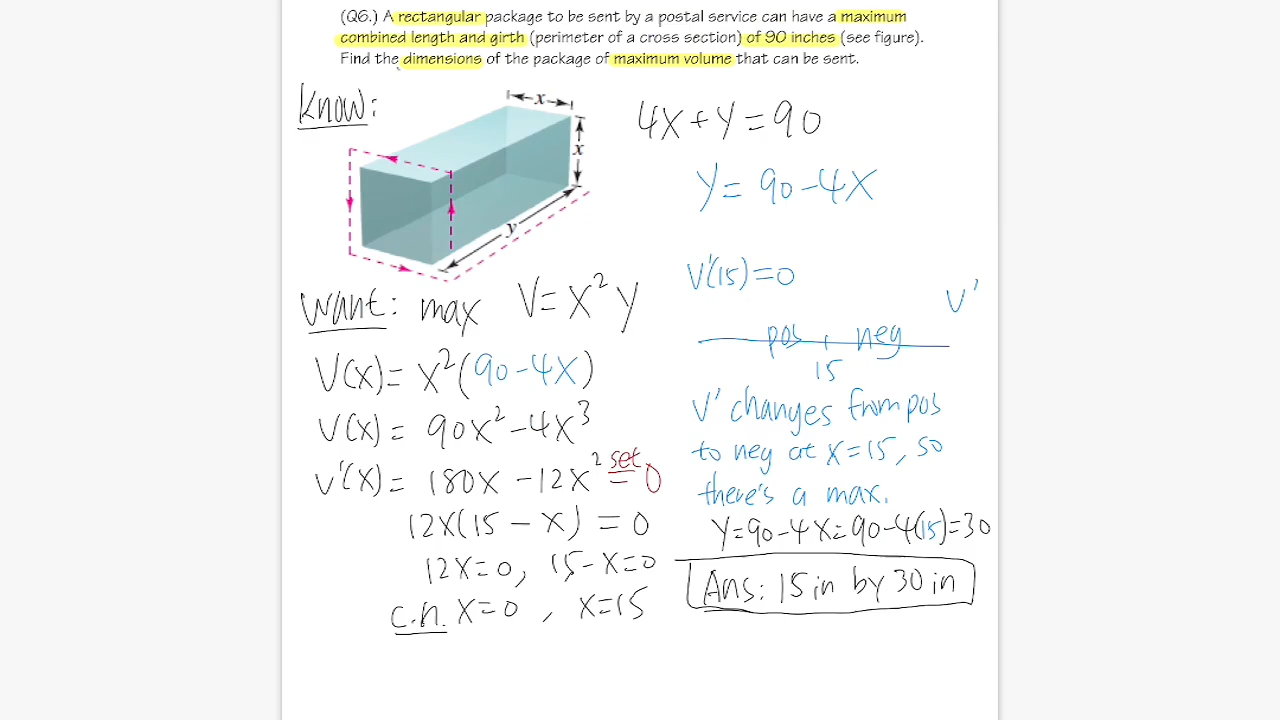 (Q6.) A rectangular package to be sent by a postal service can have a maximum
combined length and girth (perimeter of a cross section) of 90 inches (see figure).
Find the dimensions of the package of maximum volume that can be sent.
Know:
x
x
y
4x+y=90
y=90-4x
Want: max V=x²y
V(x)=x²(90-4x)
V(x)=90x²-4x³
V'(x)=180x-12x² set = 0
12x(15-x)=0
12x=0, 15-x=0
c.n. x=0, x=15
V'(15)=0
V'
pos neg
15
V' changes from pos
to neg at x=15, so
there's a max.
y=90-4x=90-4(15)=30
Ans: 15 in by 30 in